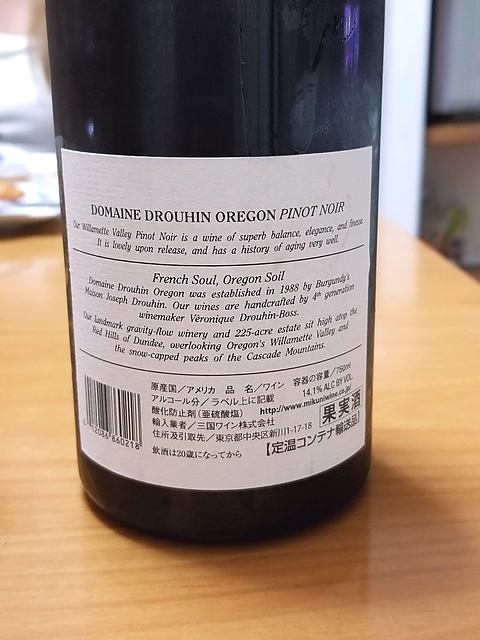 DOMAINE DROUHIN OREGON PINOT NOIR
Our Willamette Valley Pinot Noir is a wine of superb balance, elegance, and finesse.
It is lovely upon release, and has a history of aging very well.
French Soul, Oregon Soil
Domaine Drouhin Oregon was established in 1988 by Burgundy's
Maison Joseph Drouhin. Our wines are handcrafted by 4th generation
winemaker Véronique Drouhin-Boss.
Our landmark gravity-flow winery and 225-acre estate sit high atop the
Red Hills of Dundee, overlooking Oregon's Willamette Valley and
the snow-capped peaks of the Cascade Mountains.
原産国/アメリカ 品 名/ワイン 容器の容量/750ml
アルコール分/ラベル上に記載 14.1% ALC BY VOL
酸化防止剤(亜硫酸塩) http://www.mikuniwine.co.jp
輸入業者/三国ワイン株式会社 果実酒
住所及引取先/東京都中央区新川1-17-18
【定温コンテナ輸送品】
飲酒は20歳になってから